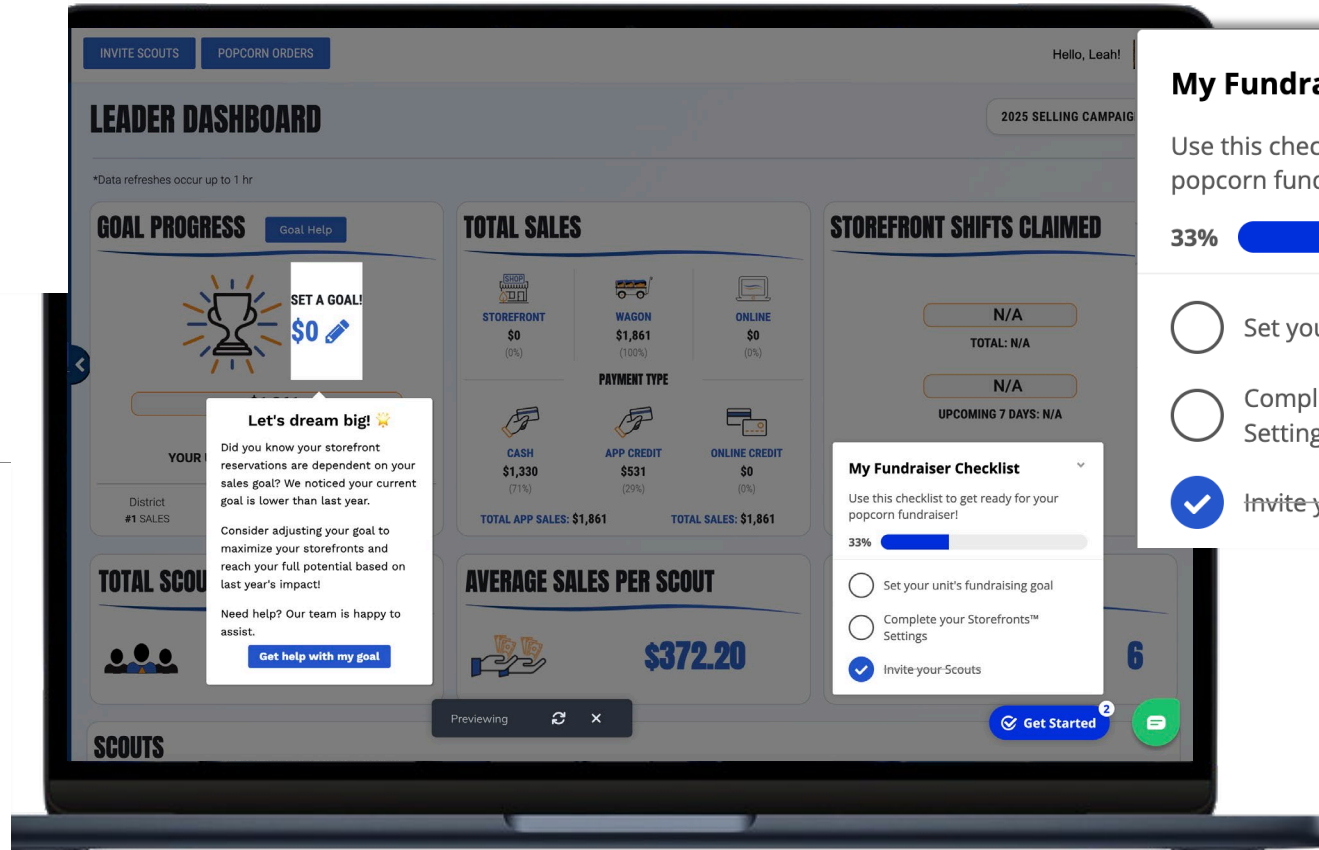 INVITE SCOUTS
POPCORN ORDERS
Hello, Leah!
LEADER DASHBOARD
2025 SELLING CAMPAIG
*Data refreshes occur up to 1 hr
GOAL PROGRESS
Goal Help
SET A GOAL!
$0
YOUR
District
#1 SALES
Let's dream big! 🌟
Did you know your storefront
reservations are dependent on your
sales goal? We noticed your current
goal is lower than last year.
Consider adjusting your goal to
maximize your storefronts and
reach your full potential based on
last year's impact!
Need help? Our team is happy to
assist.
Get help with my goal
TOTAL SALES
SHOP
STOREFRONT
$0
(0%)
WAGON
$1,861
(100%)
ONLINE
$0
(0%)
PAYMENT TYPE
CASH
$1,330
(71%)
APP CREDIT
$531
(29%)
ONLINE CREDIT
$0
(0%)
TOTAL APP SALES: $1,861
TOTAL SALES: $1,861
STOREFRONT SHIFTS CLAIMED
N/A
TOTAL: N/A
N/A
UPCOMING 7 DAYS: N/A
My Fundraiser Checklist
Use this checklist to get ready for your
popcorn fundraiser!
33%
Set your unit's fundraising goal
Complete your Storefronts™
Settings
Invite your Scouts
TOTAL SCOU
AVERAGE SALES PER SCOUT
$372.20
6
Previewing
Get Started
2
SCOUTS
My Fundra
Use this chec
popcorn fund
33%
Set you
Compl
Setting
Invite y